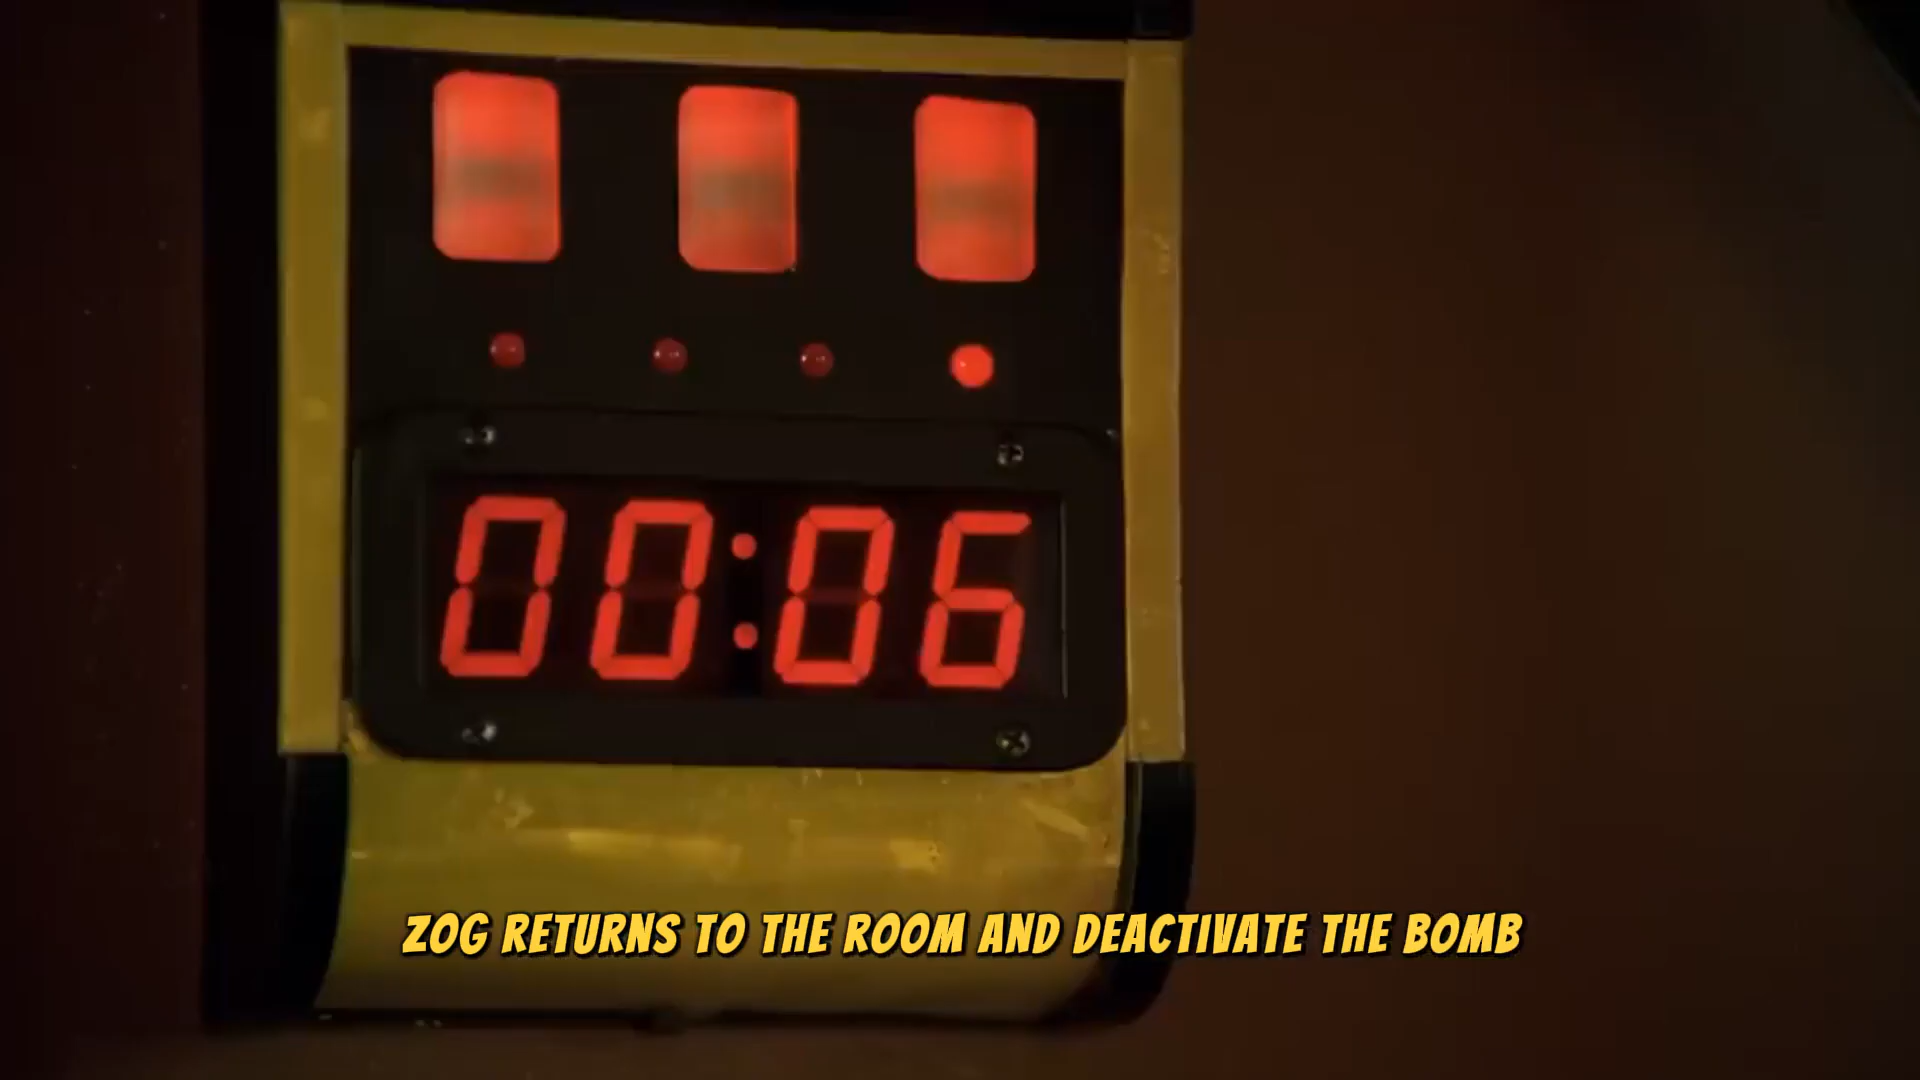 00:06
ZOG RETURNS TO THE ROOM AND DEACTIVATE THE BOMB